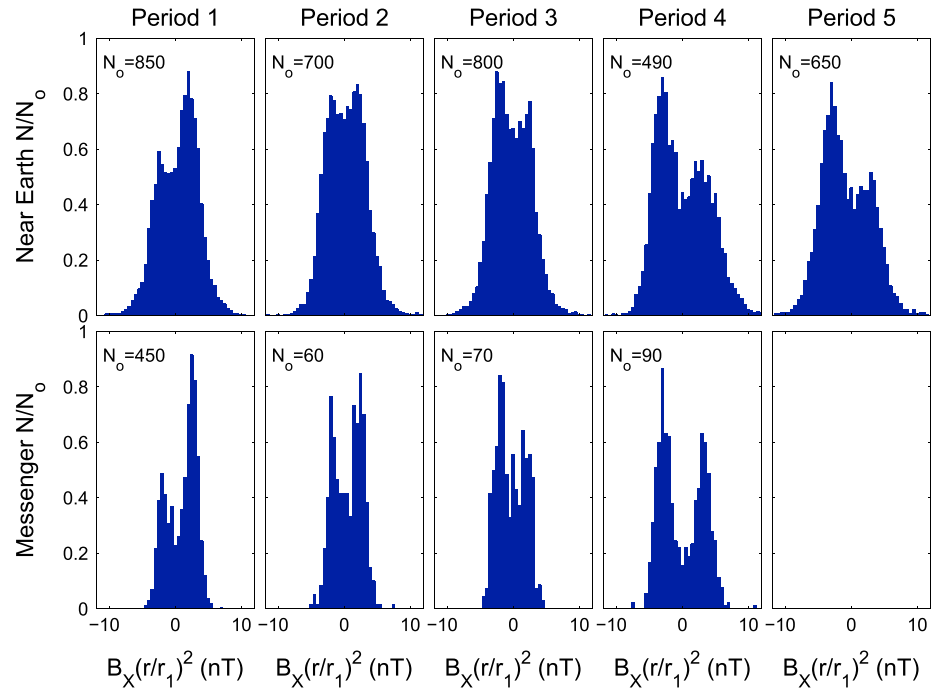 Period 1 Period 2 Period 3 Period 4 Period 5
Near Earth N/No
1
0.8
0.6
0.4
0.2
0
No=850
No=700
No=800
No=490
No=650
Messenger N/No
1
0.8
0.6
0.4
0.2
0
No=450
No=60
No=70
No=90
−10 0 10 −10 0 10 −10 0 10 −10 0 10 −10 0 10
BX(r/r1)2 (nT) BX(r/r1)2 (nT) BX(r/r1)2 (nT) BX(r/r1)2 (nT) BX(r/r1)2 (nT)